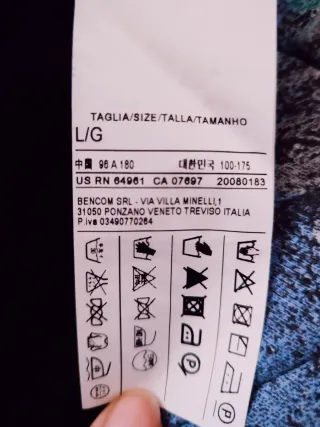 TAGLIA/SIZE/TALLA/TAMANHO
L/G
中国 96 A 180 대한민국 100-175
US RN 64961 CA 07697 20080183
BENCOM SRL - VIA VILLA MINELLI,1
31050 PONZANO VENETO TREVISO ITALIA
P.iva 03490770264
P
P